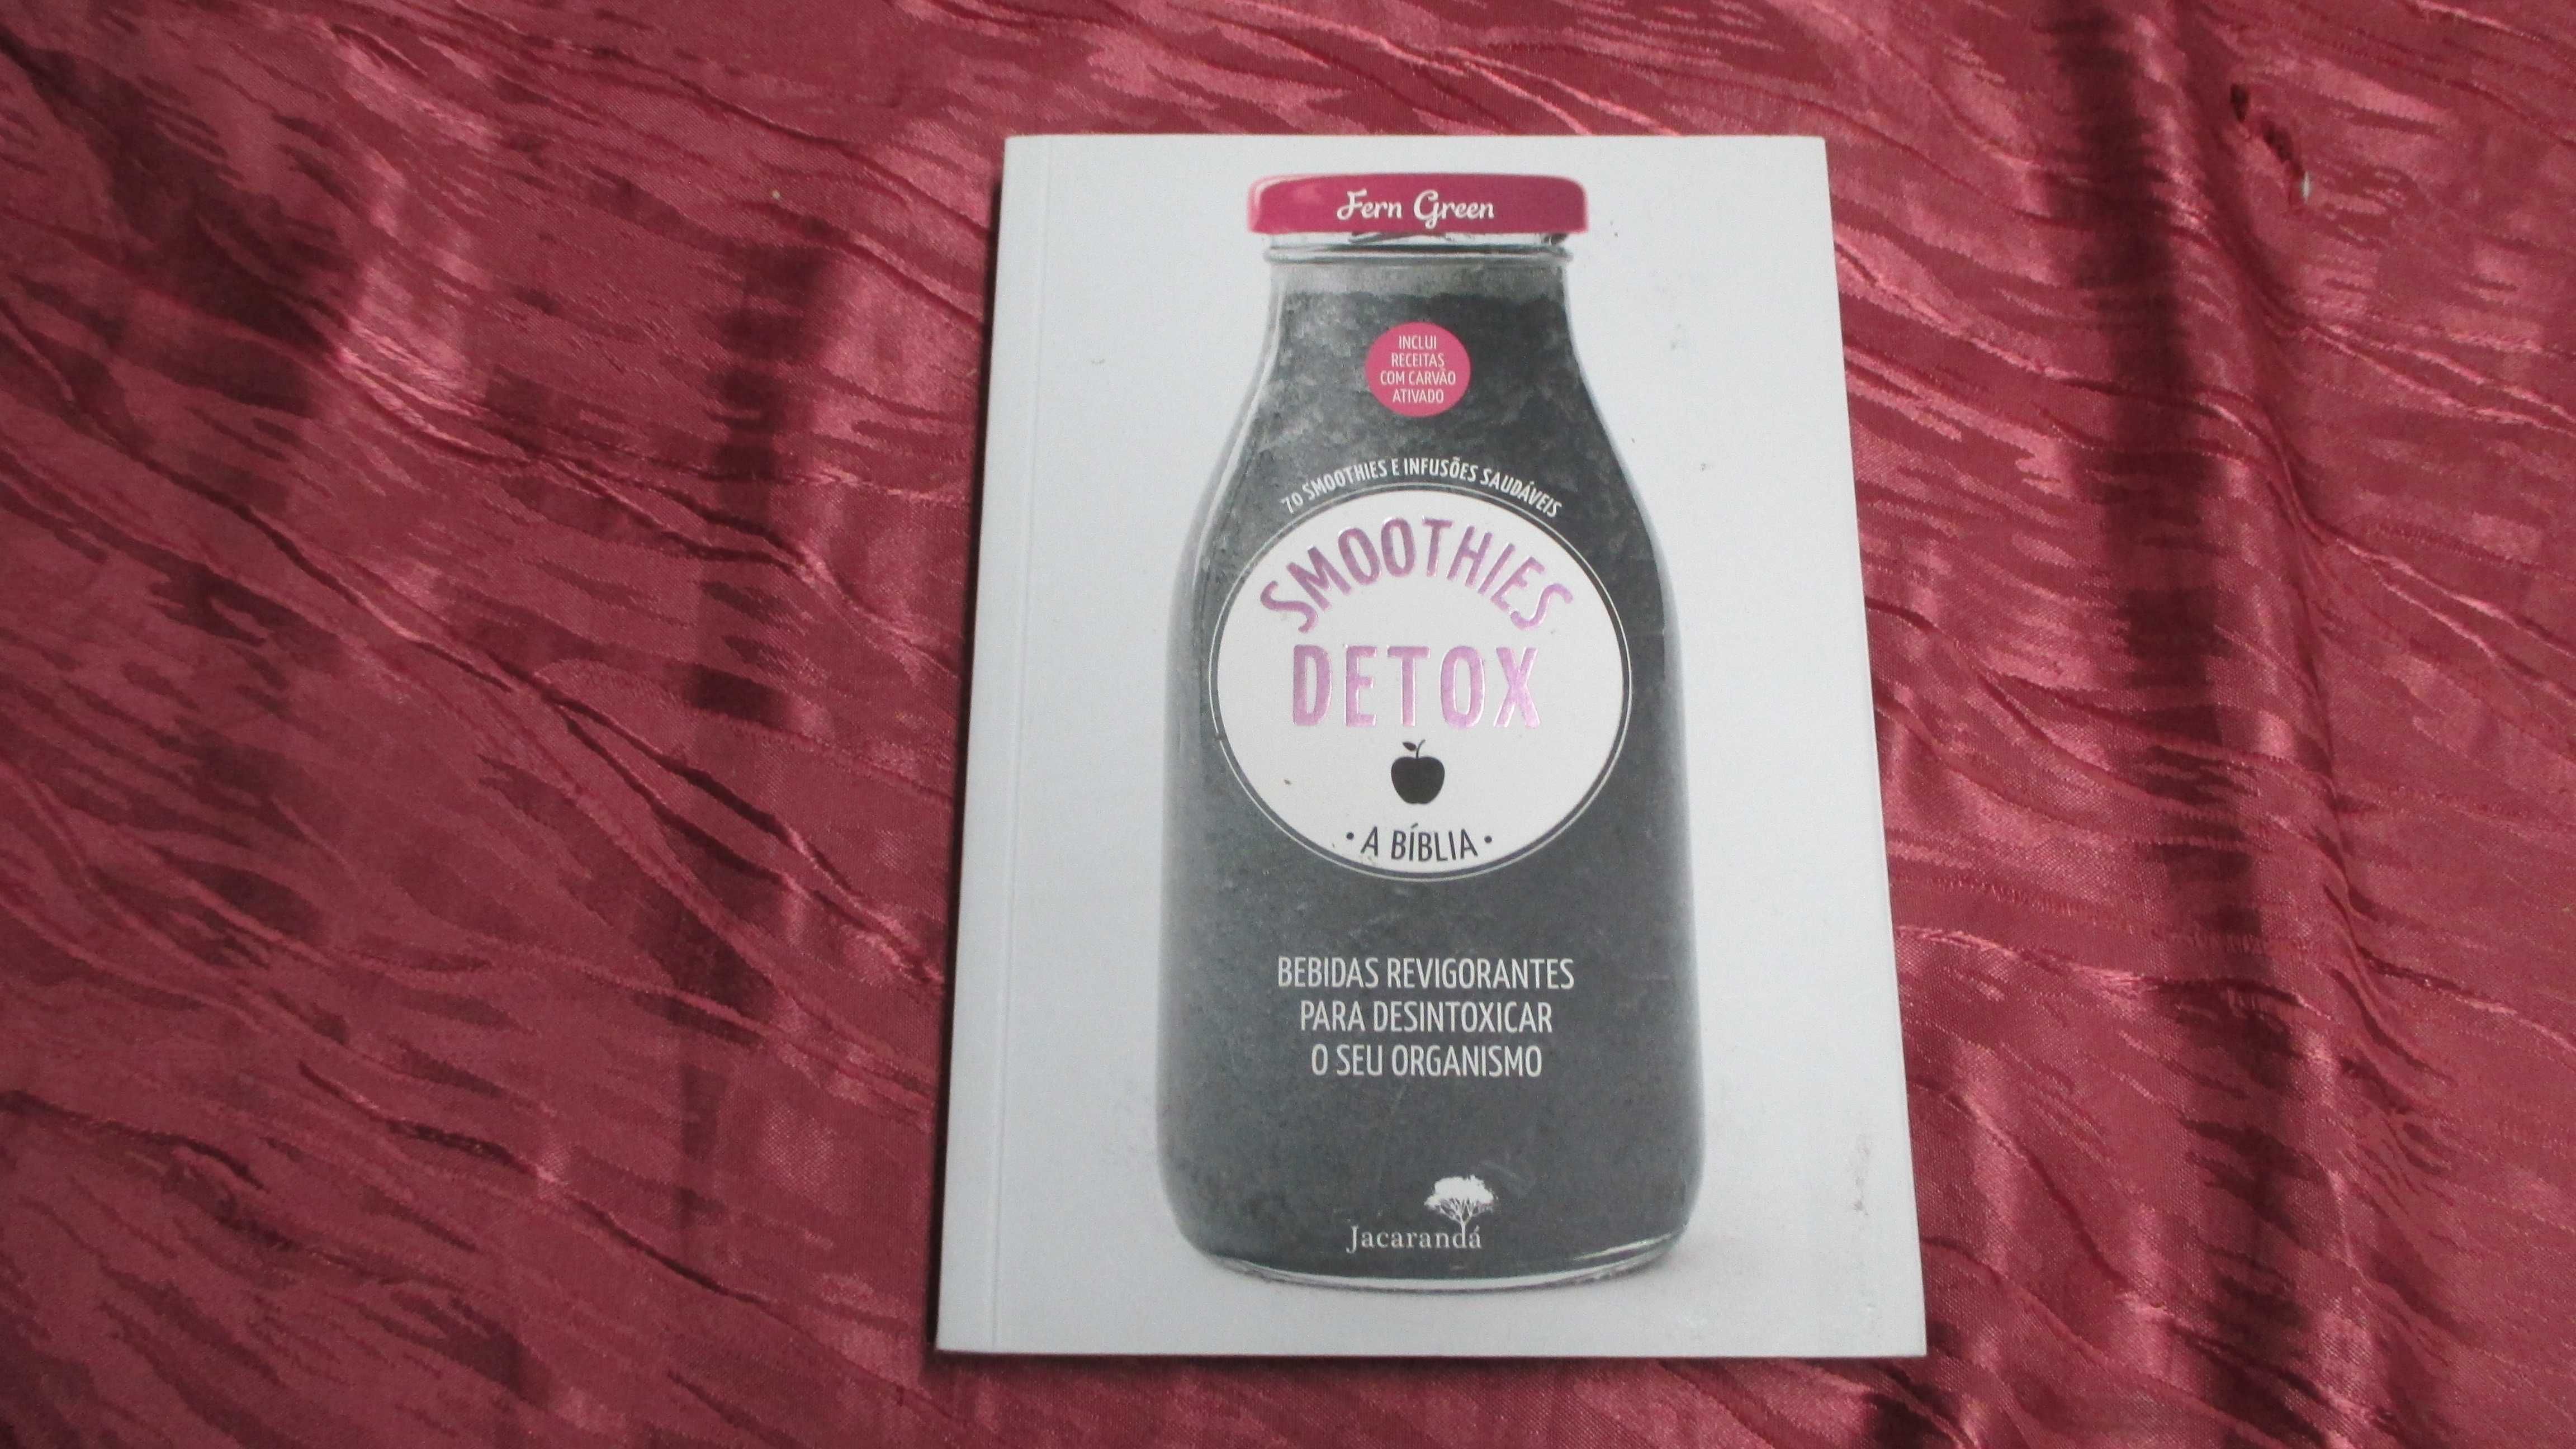 Fern Green
INCLUI
RECEITAS
COM CARVÃO
ATIVADO
70 SMOOTHIES E INFUSÕES SAUDÁVEIS
SMOOTHIES
DETOX
• A BÍBLIA •
BEBIDAS REVIGORANTES
PARA DESINTOXICAR
O SEU ORGANISMO
Jacarandá